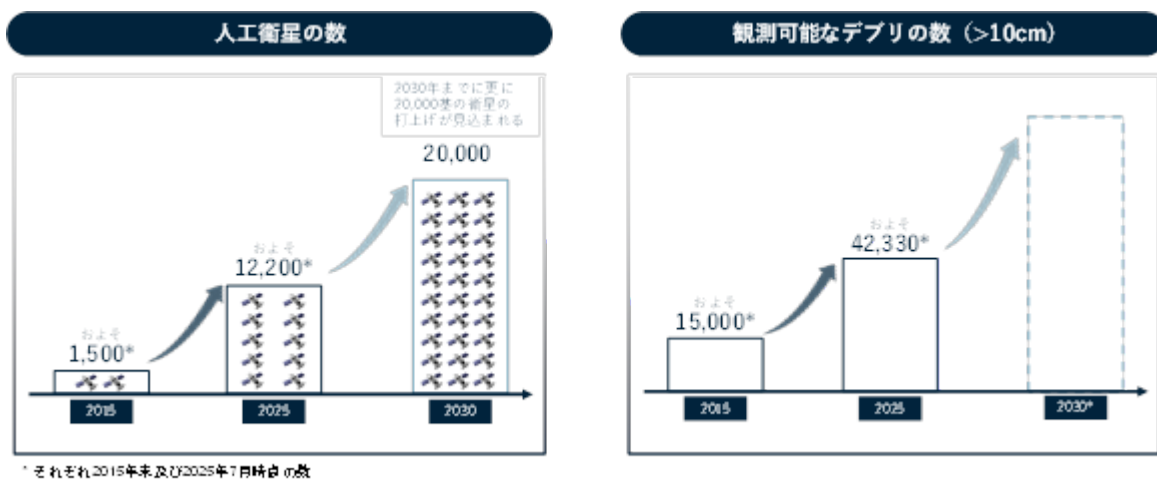 人工衛星の数
2030年までに更に
20,000基の衛星の
打上げが見込まれる
20,000
およそ
12,200*
およそ
1,500*
2015
2025
2030
* それぞれ2015年末及び2025年7月時点の数
観測可能なデブリの数（>10cm）
およそ
42,330*
およそ
15,000*
2015
2025
2030*